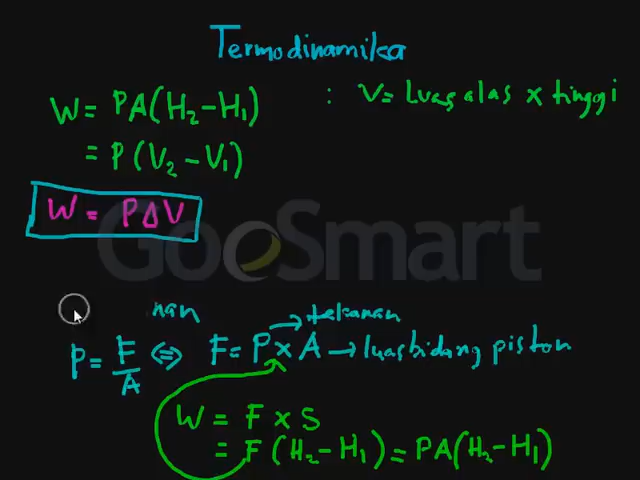 Termodinamika
W = PA(H₂-H₁) : V = Luas alas x tinggi
= P(V₂-V₁)
W = PΔV
GooSmart
nan → tekanan
P = F/A ⇔ F = P x A → luas bidang piston
W = F x S
= F(H₂-H₁) = PA(H₂-H₁)